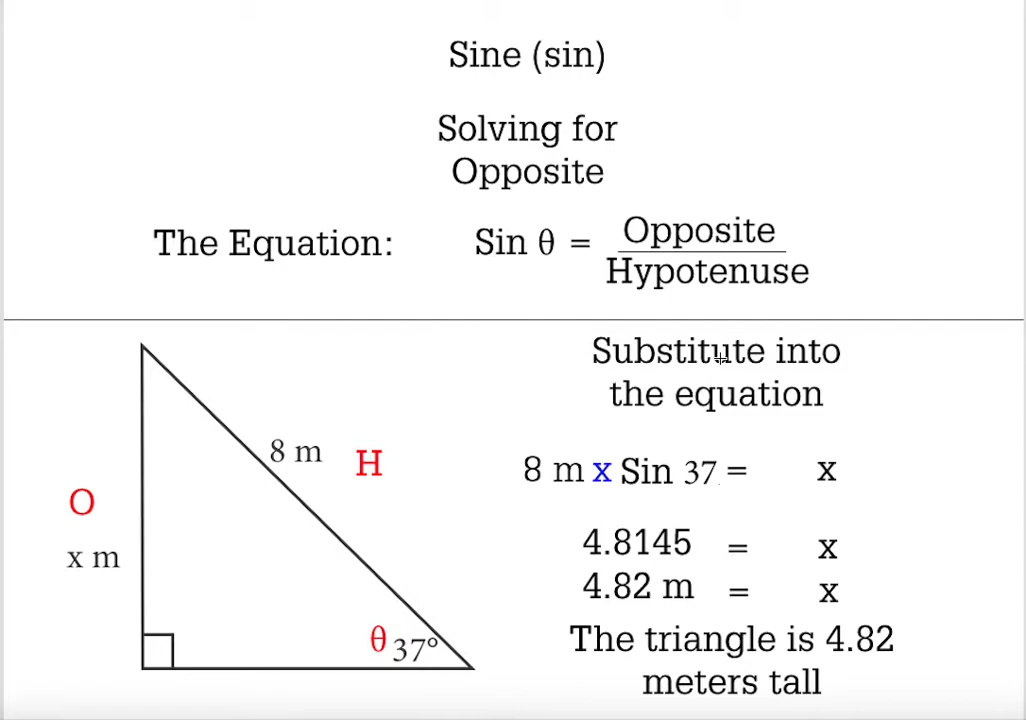 Sine (sin)
Solving for
Opposite
The Equation: Sin θ = Opposite
Hypotenuse
Substitute into
the equation
8 m H
O
x m
θ 37°
8 m x Sin 37 = x
4.8145 = x
4.82 m = x
The triangle is 4.82
meters tall